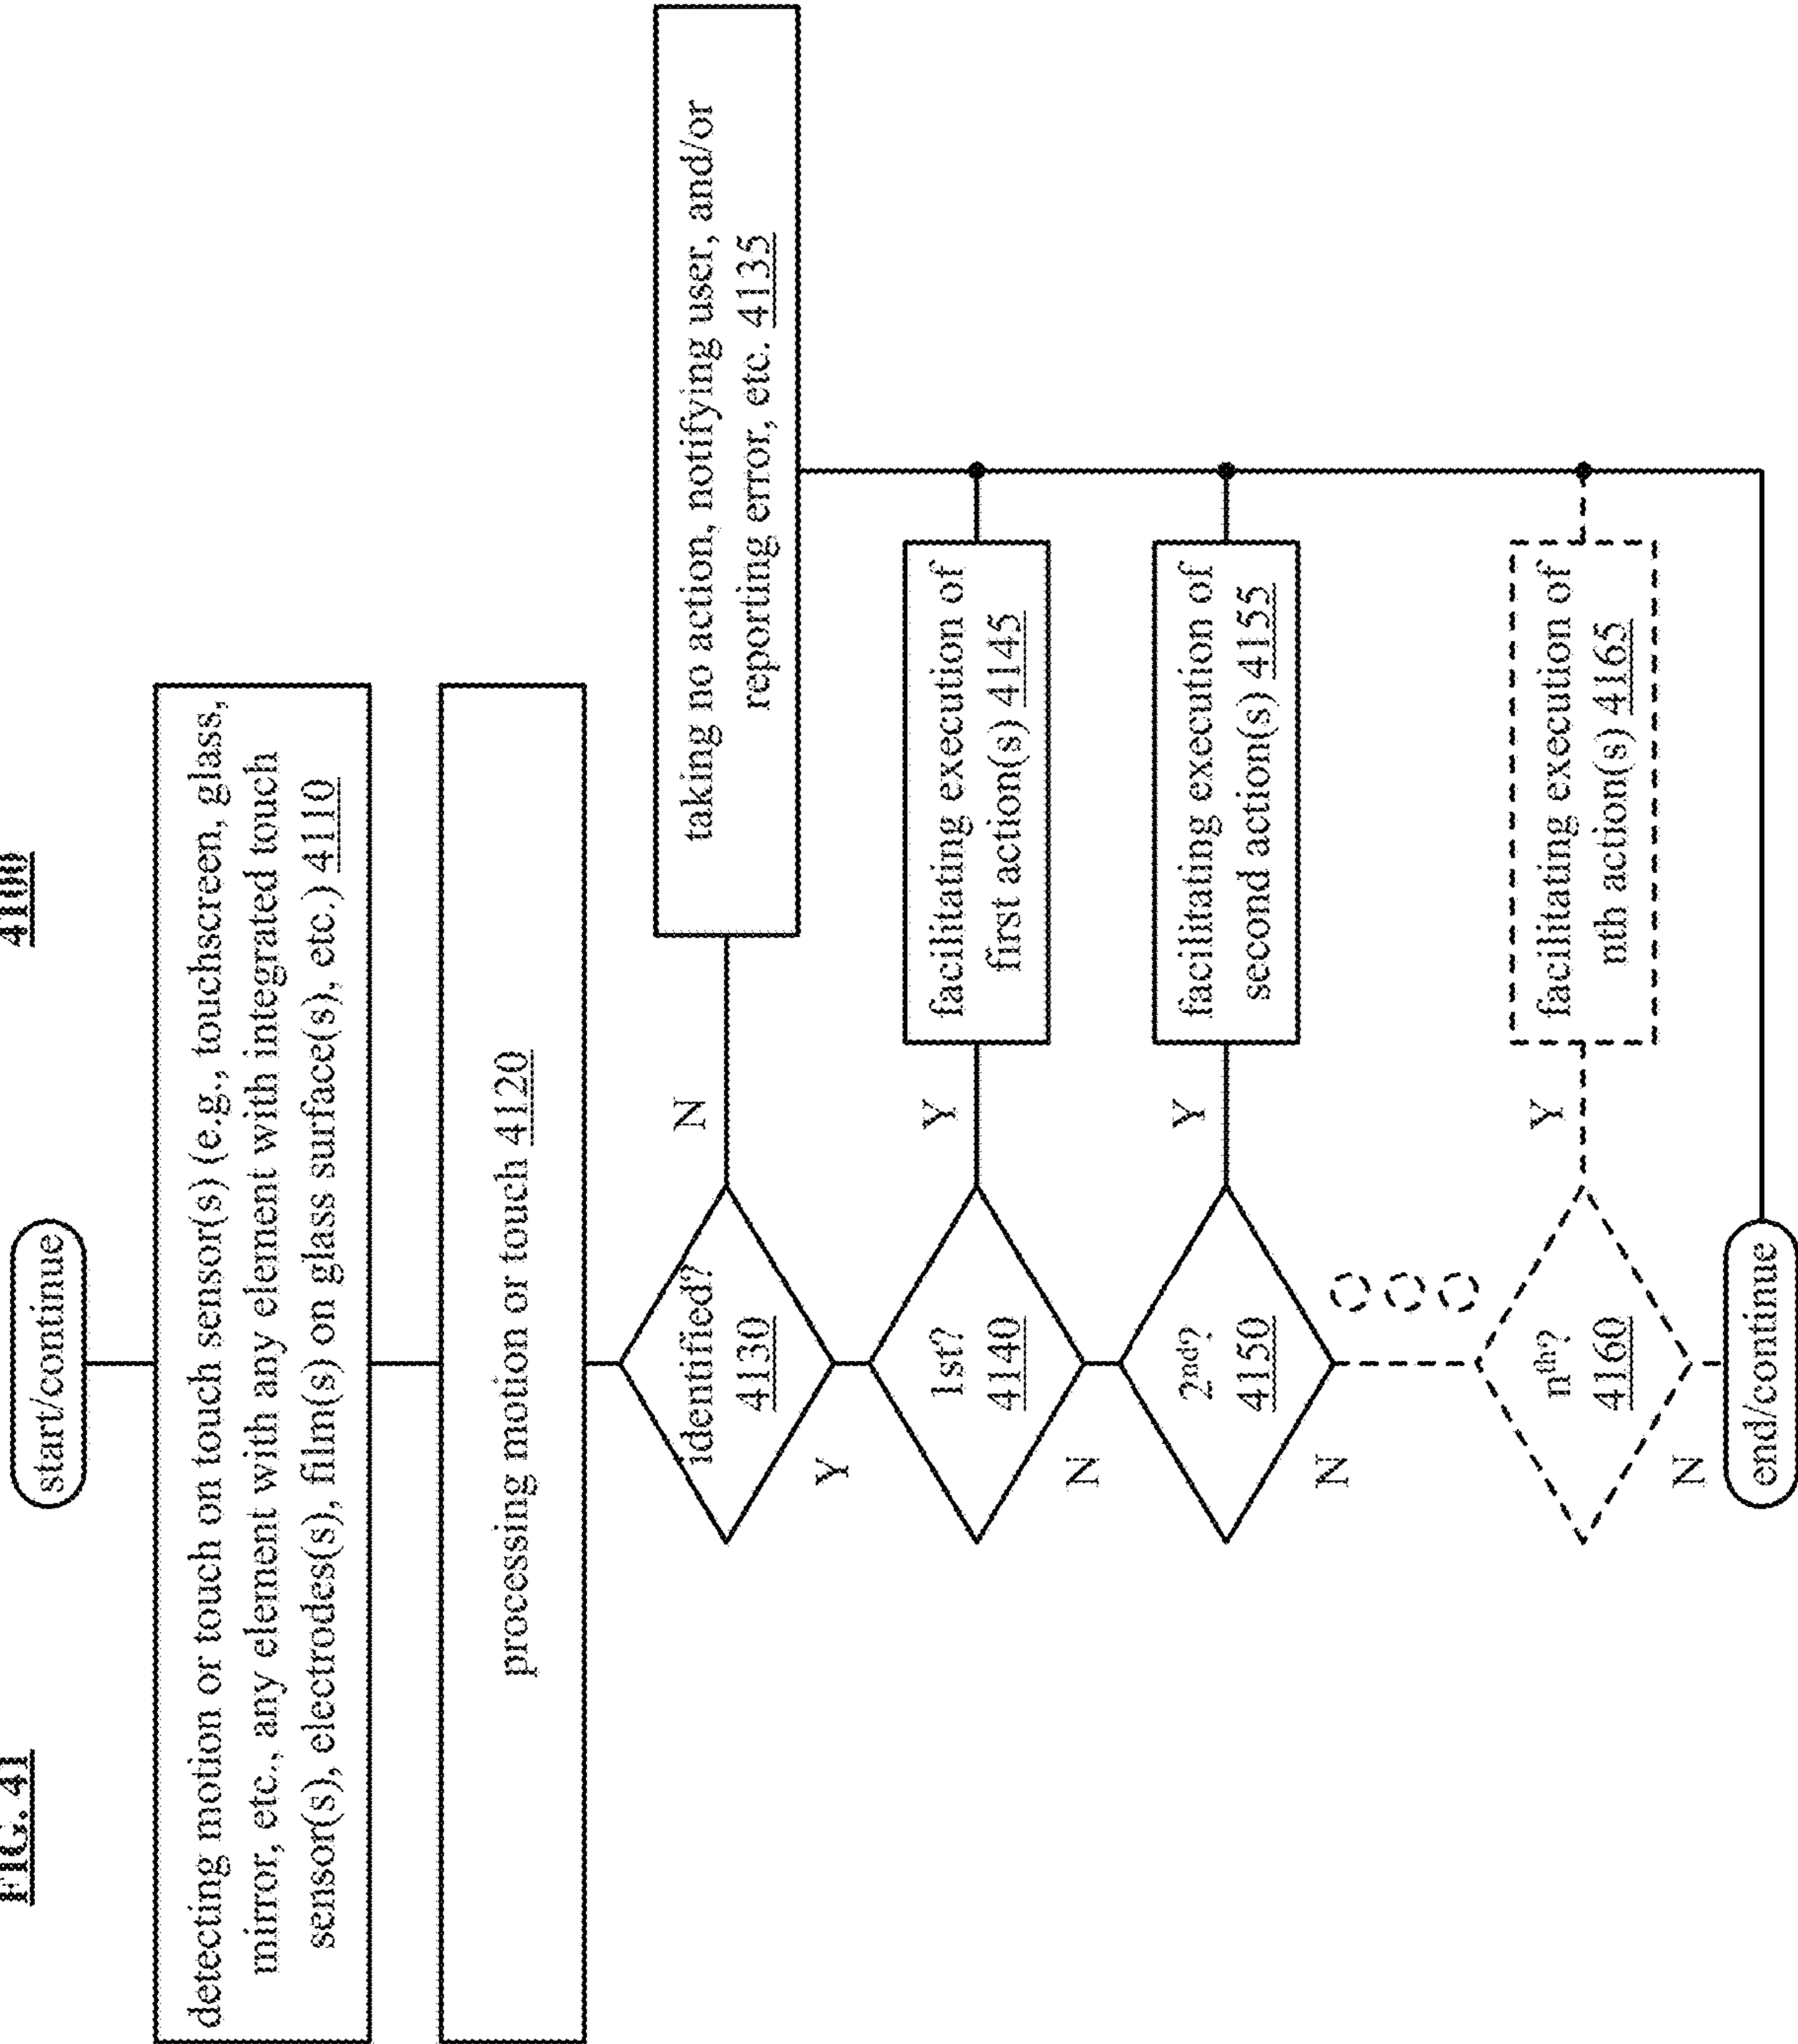 FIG. 41
4100
start/continue
detecting motion or touch on touch sensor(s) (e.g., touchscreen, glass,
mirror, etc., any element with any element with integrated touch
sensor(s), electrodes(s), film(s) on glass surface(s), etc.) 4110
processing motion or touch 4120
identified?
4130
N
taking no action, notifying user, and/or
reporting error, etc. 4135
Y
1st?
4140
Y
facilitating execution of
first action(s) 4145
N
2nd?
4150
Y
facilitating execution of
second action(s) 4155
N
nth?
4160
Y
facilitating execution of
nth action(s) 4165
N
end/continue